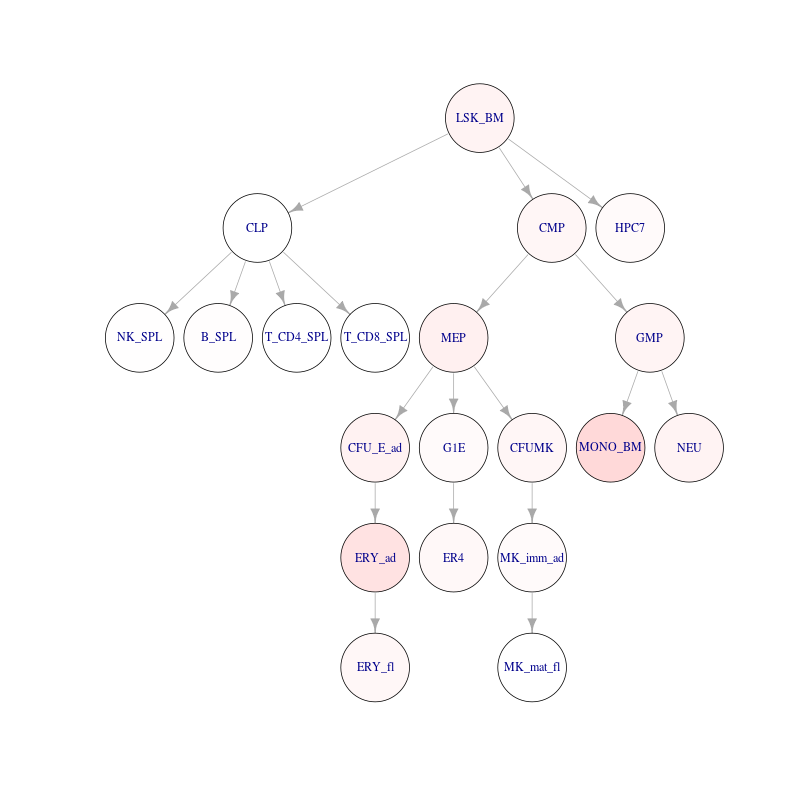 LSK_BM
CLP
CMP
HPC7
NK_SPL
B_SPL
T_CD4_SPL
T_CD8_SPL
MEP
GMP
CFU_E_ad
G1E
CFUMK
MONO_BM
NEU
ERY_ad
ER4
MK_imm_ad
ERY_fl
MK_mat_fl